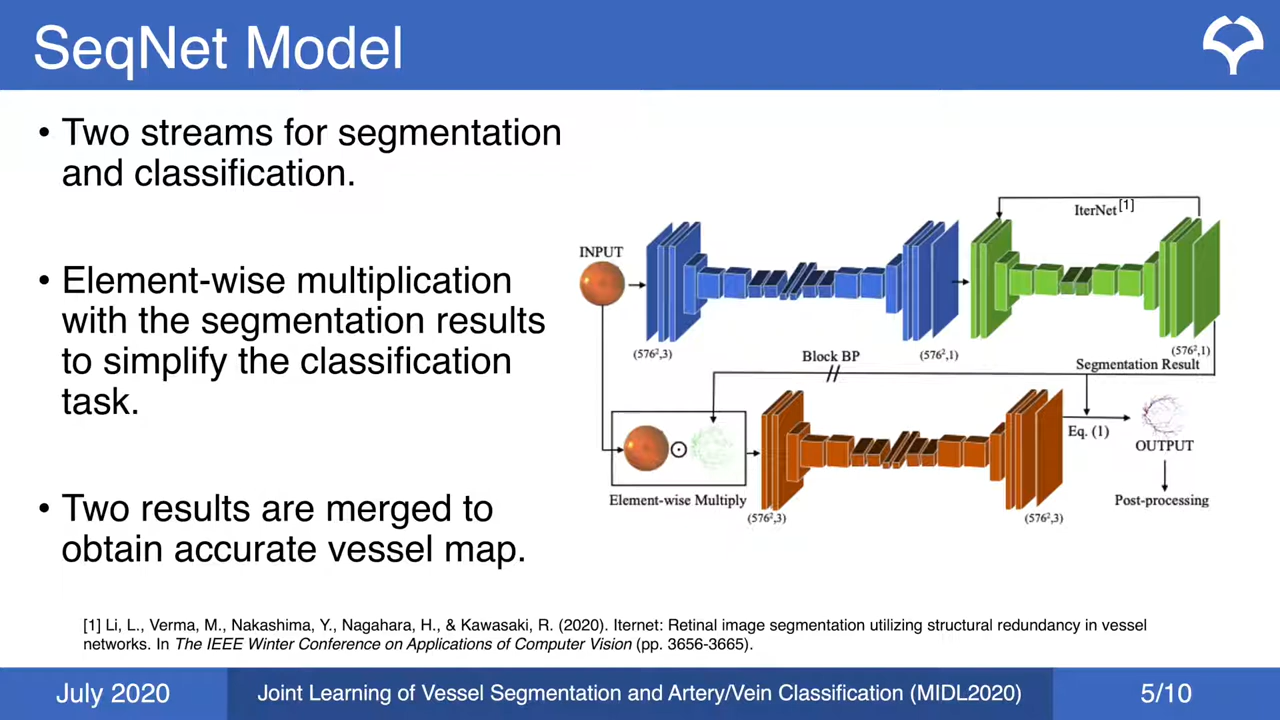 SeqNet Model
• Two streams for segmentation
and classification.
• Element-wise multiplication
with the segmentation results
to simplify the classification
task.
• Two results are merged to
obtain accurate vessel map.
INPUT
IterNet[1]
(576²,3)
(576²,1)
(576²,1)
Block BP
Segmentation Result
Eq. (1)
OUTPUT
Element-wise Multiply
(576²,3)
(576²,3)
Post-processing
[1] Li, L., Verma, M., Nakashima, Y., Nagahara, H., & Kawasaki, R. (2020). Iternet: Retinal image segmentation utilizing structural redundancy in vessel
networks. In The IEEE Winter Conference on Applications of Computer Vision (pp. 3656-3665).
July 2020
Joint Learning of Vessel Segmentation and Artery/Vein Classification (MIDL2020)
5/10